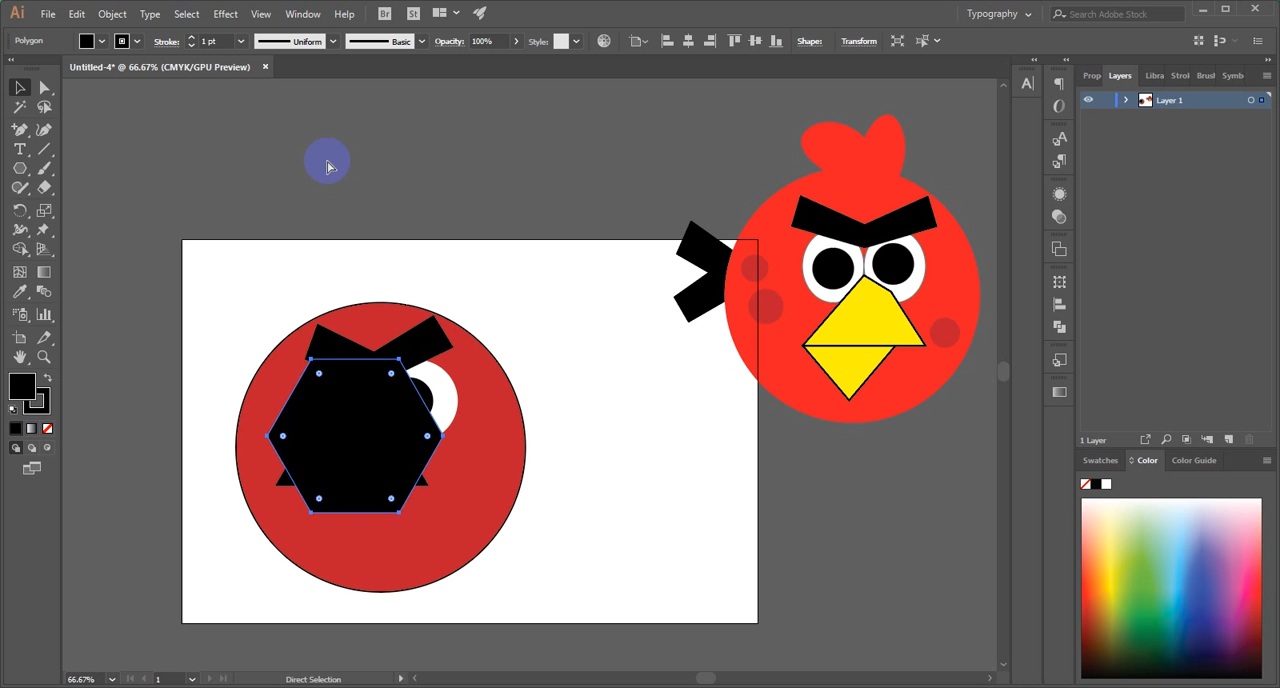 Ai File Edit Object Type Select Effect View Window Help Br St Typography Search Adobe Stock
Polygon Stroke: 1 pt Uniform Basic Opacity: 100% Style: Shape: Transform
Untitled-4* @ 66.67% (CMYK/GPU Preview) ×
Prop Layers Libra Strol Brusl Symb
Layer 1
1 Layer
Swatches Color Color Guide
66.67% 1 Direct Selection